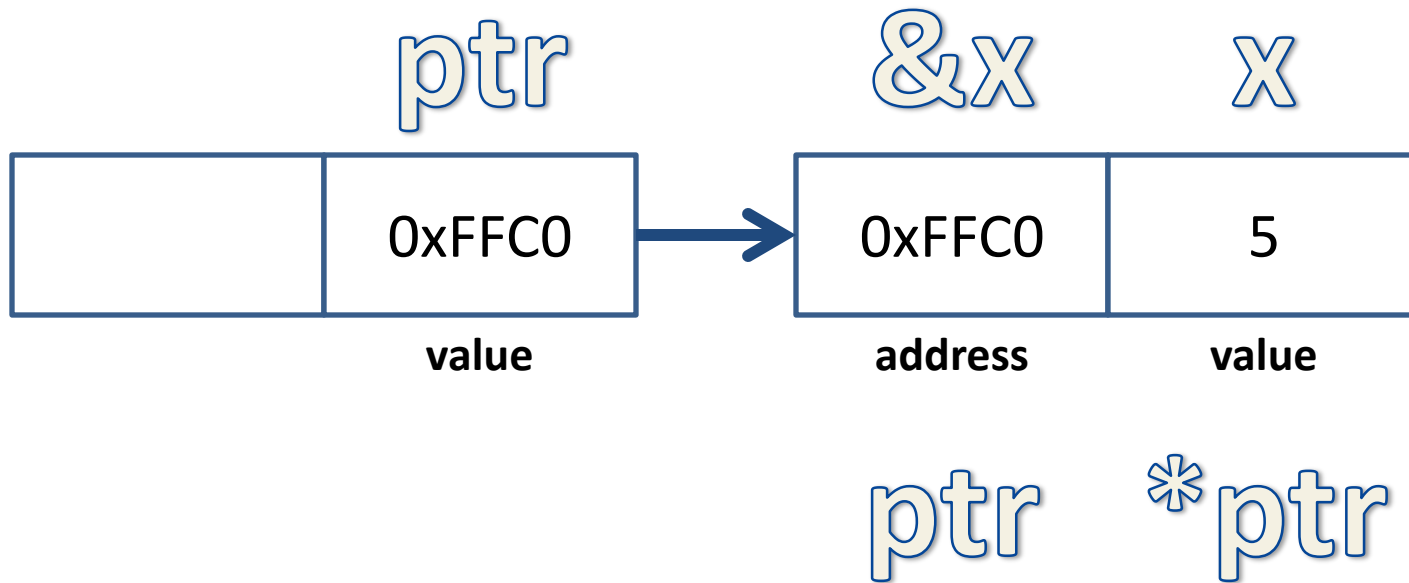 ptr &x x
0xFFC0 0xFFC0 5
value address value
ptr *ptr